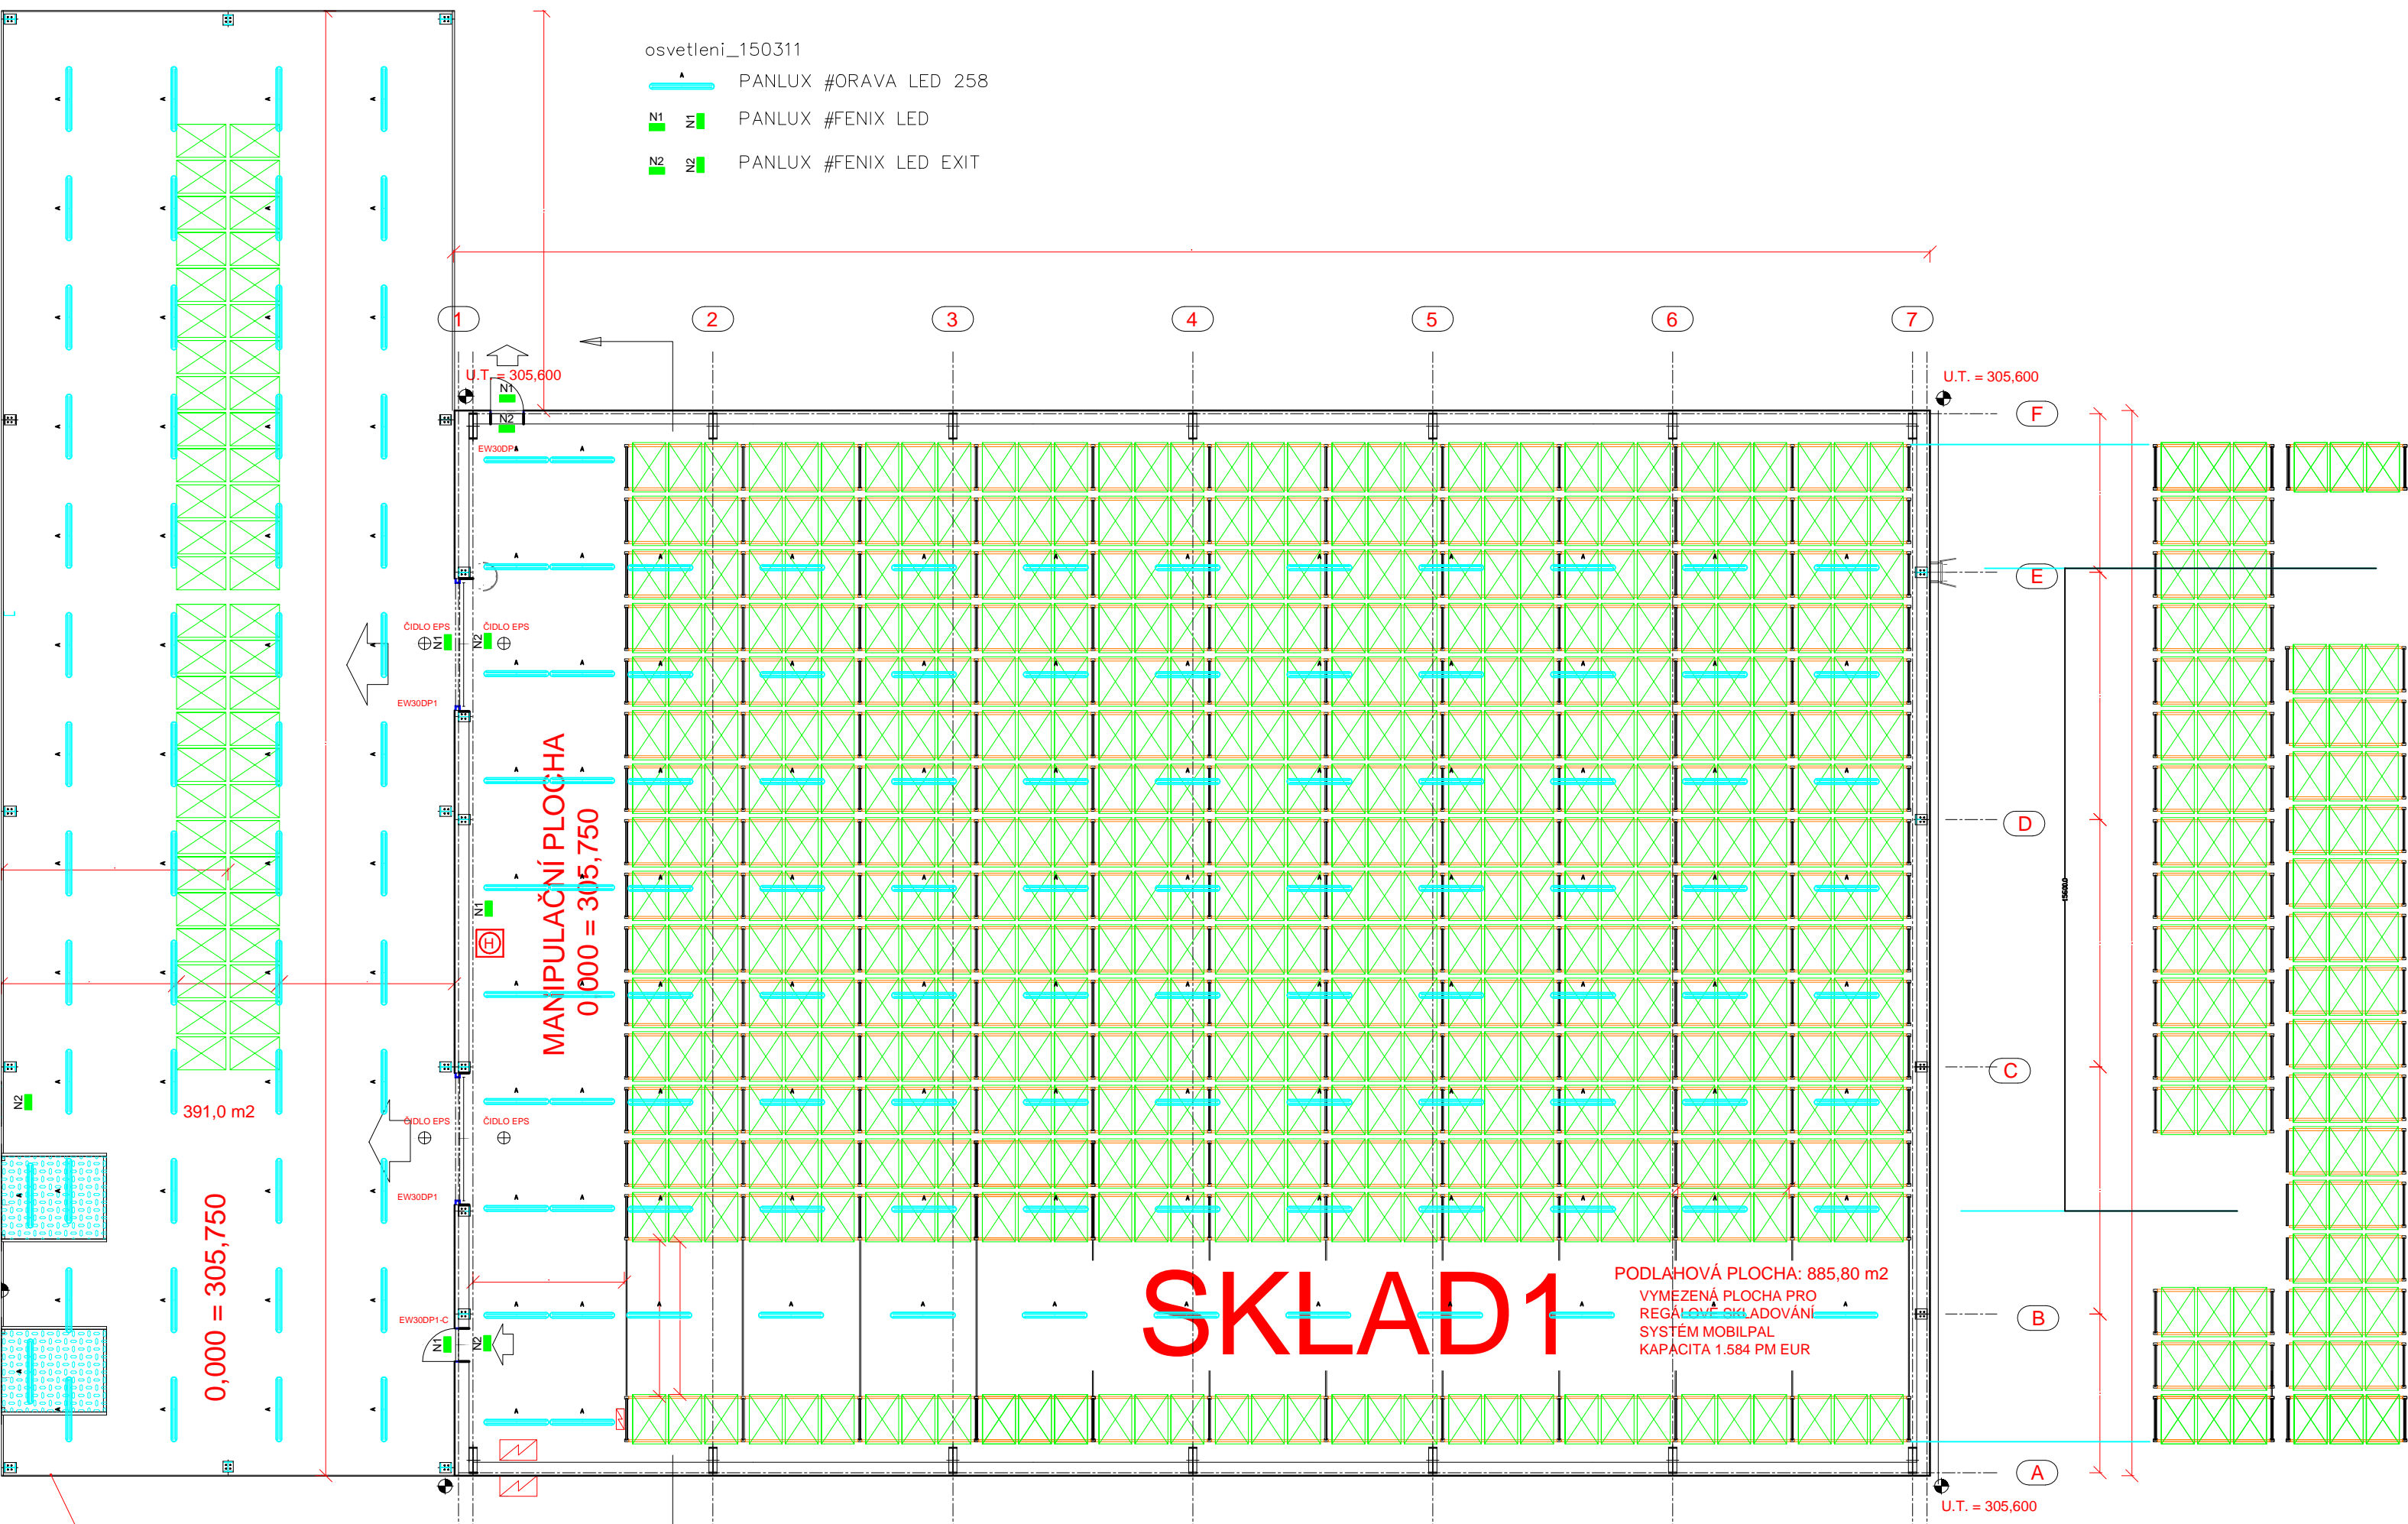 osvetleni_150311
A PANLUX #ORAVA LED 258
N1 N1 PANLUX #FENIX LED
N2 N2 PANLUX #FENIX LED EXIT
1 2 3 4 5 6 7
U.T. = 305,600
U.T. = 305,600
N1
N2
F
EW30DP1
E
ČIDLO EPS ČIDLO EPS
N1 N2
EW30DP1
MANIPULAČNÍ PLOCHA
0,000 = 305,750
D
N1
H
C
N2
391,0 m2
ČIDLO EPS ČIDLO EPS
EW30DP1
0,000 = 305,750
SKLAD1
PODLAHOVÁ PLOCHA: 885,80 m2
VYMEZENÁ PLOCHA PRO
REGÁLOVÉ SKLADOVÁNÍ
SYSTÉM MOBILPAL
KAPACITA 1.584 PM EUR
B
EW30DP1-C
N1 N2
A
U.T. = 305,600